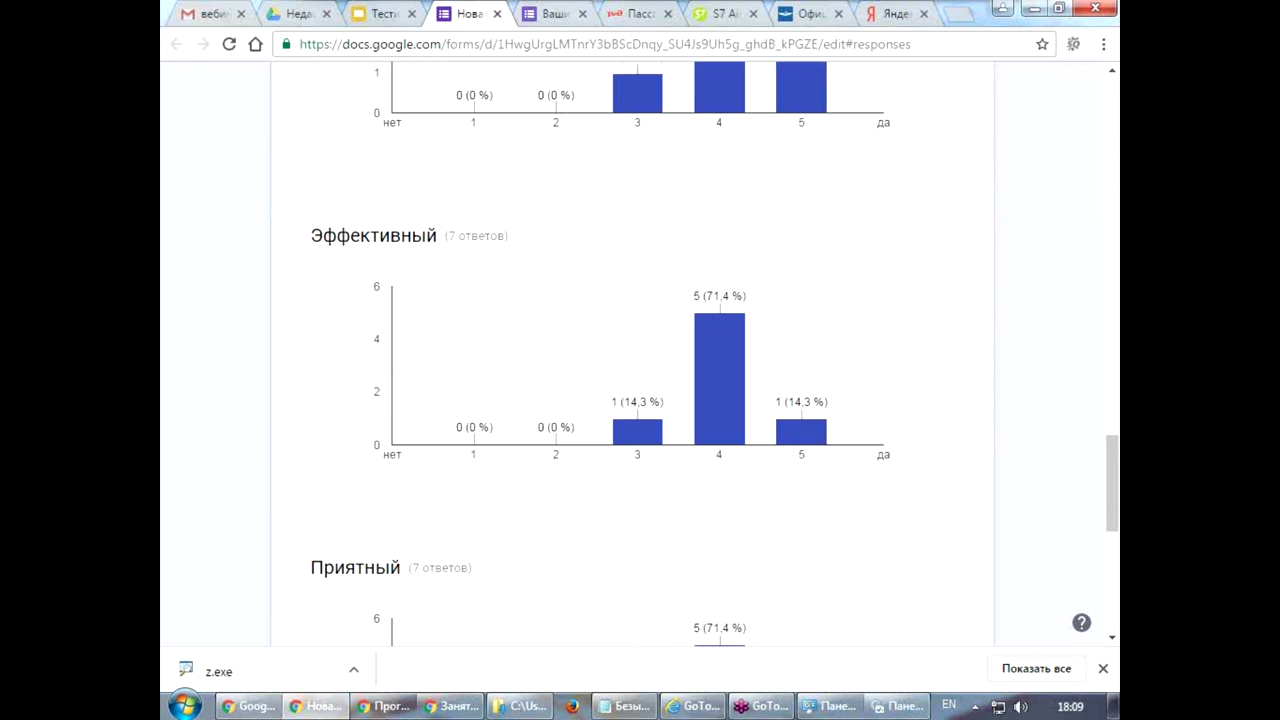 веби
Неда
Тести
Нова
Ваши
Пасса
S7 Ai
Офиц
Янде
https://docs.google.com/forms/d/1HwgUrgLMTnrY3bBScDnqy_SU4Js9Uh5g_ghdB_kPGZE/edit#responses
1
0 (0 %) 0 (0 %)
0
нет 1 2 3 4 5 да
Эффективный (7 ответов)
6
5 (71,4 %)
4
2
1 (14,3 %) 1 (14,3 %)
0 (0 %) 0 (0 %)
0
нет 1 2 3 4 5 да
Приятный (7 ответов)
6
5 (71,4 %)
z.exe
Показать все
Goog...
Нова...
Прог...
Занят...
C:\Us...
Безы...
GoTo...
GoTo...
Пане...
Пане...
EN
18:09